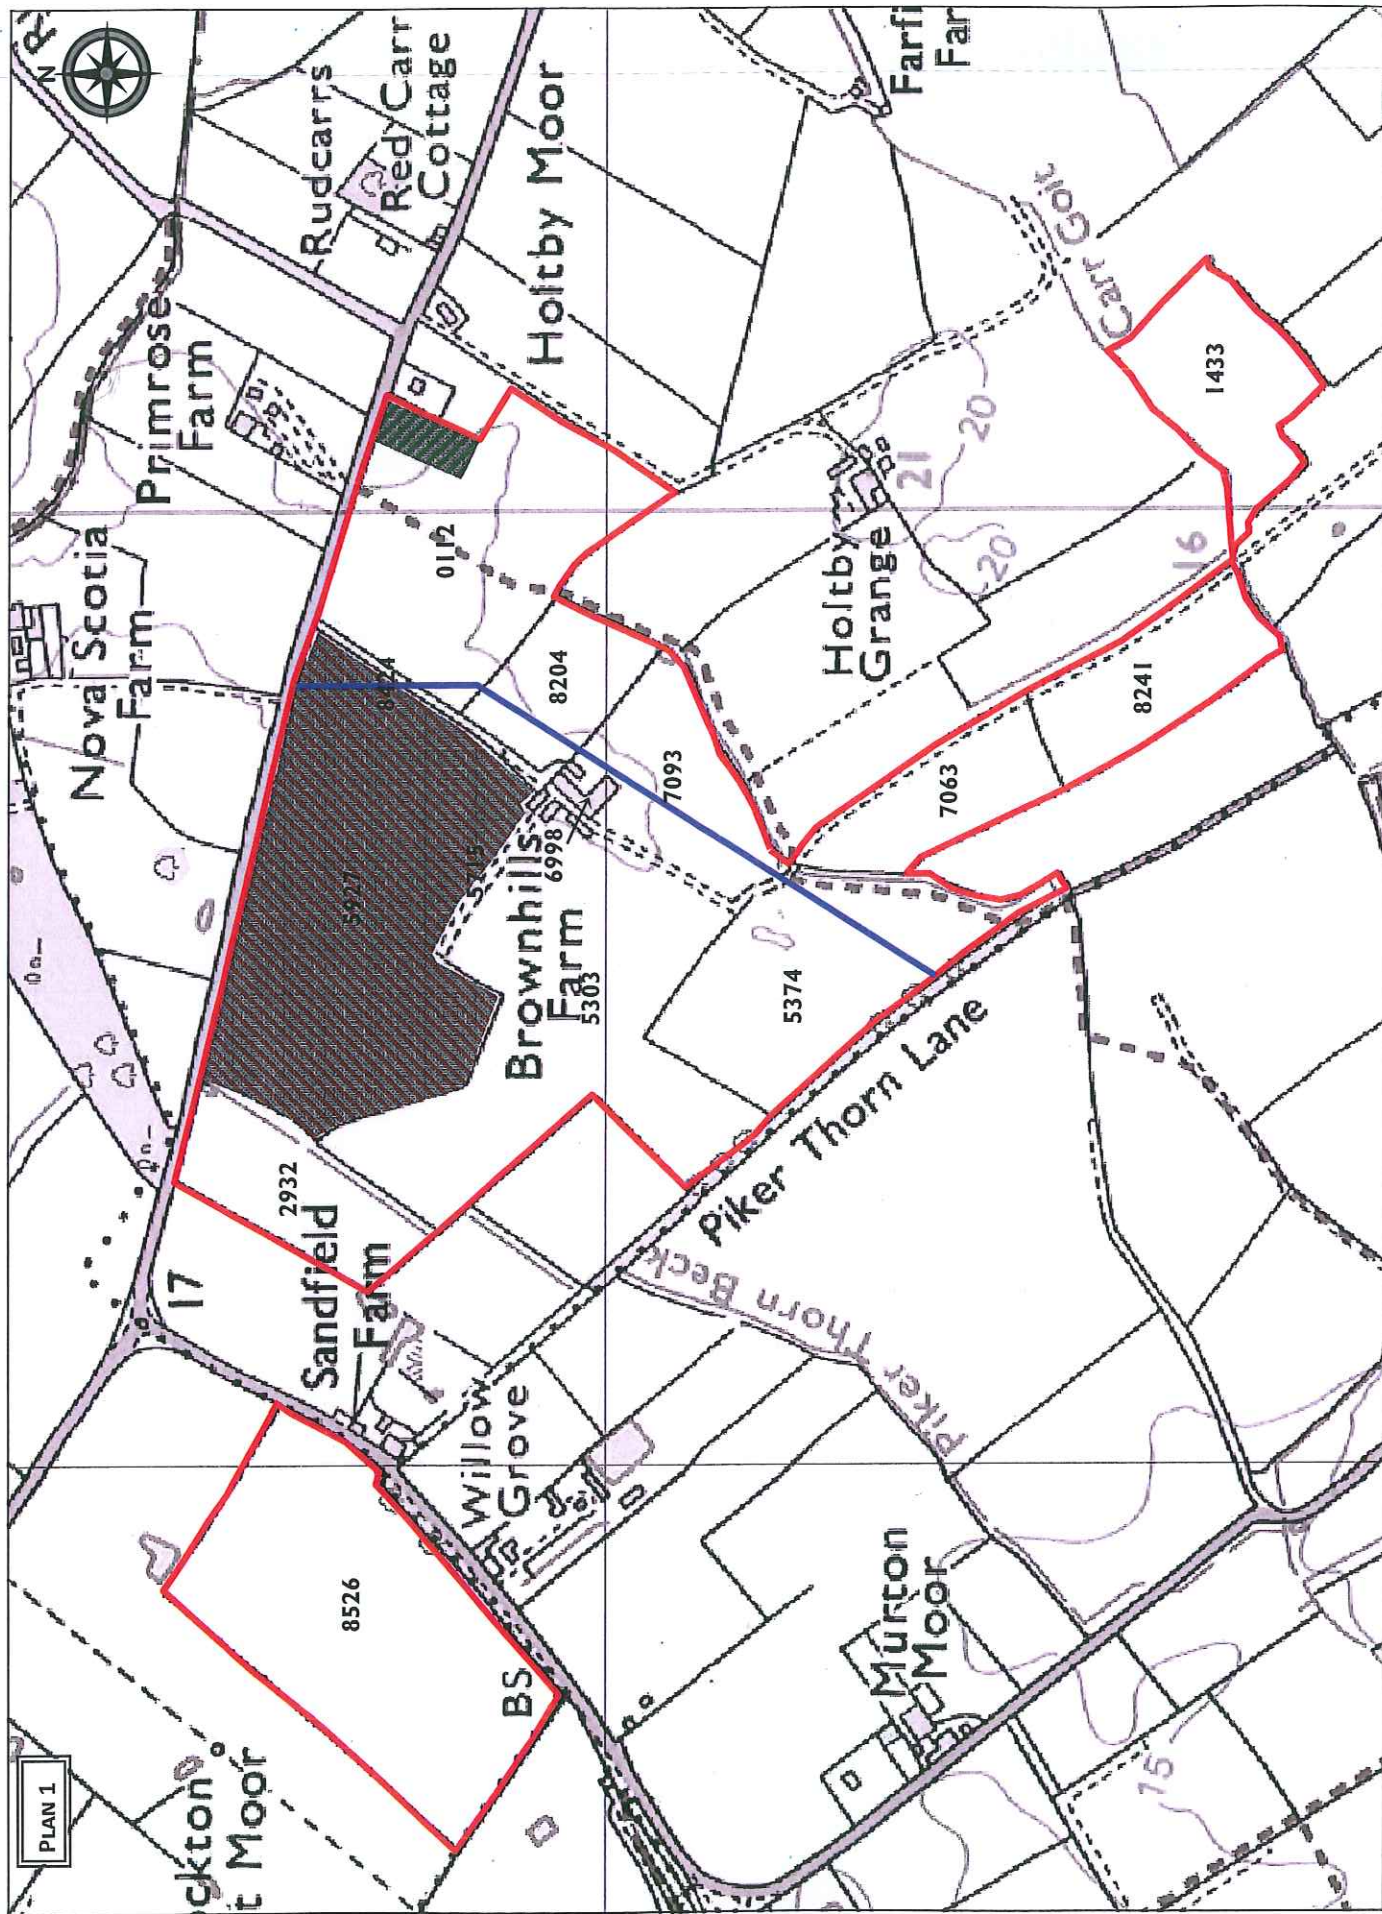 PLAN 1
ckton
t Moor
8526
BS
Willow
Grove
Murton
Moor
15
17
Sandfield
Farm
2932
Piker Thorn Beck
Piker Thorn Lane
Nova Scotia
Farm
5927
5715
Brownhills
Farm
6998
5303
5374
8204
7093
7063
8241
Primrose
Farm
0112
Holtby
Grange
21
20
20
16
1433
Carr Goit
N
Rudcarrs
Red Carr
Cottage
Holtby Moor
Farfi
Far